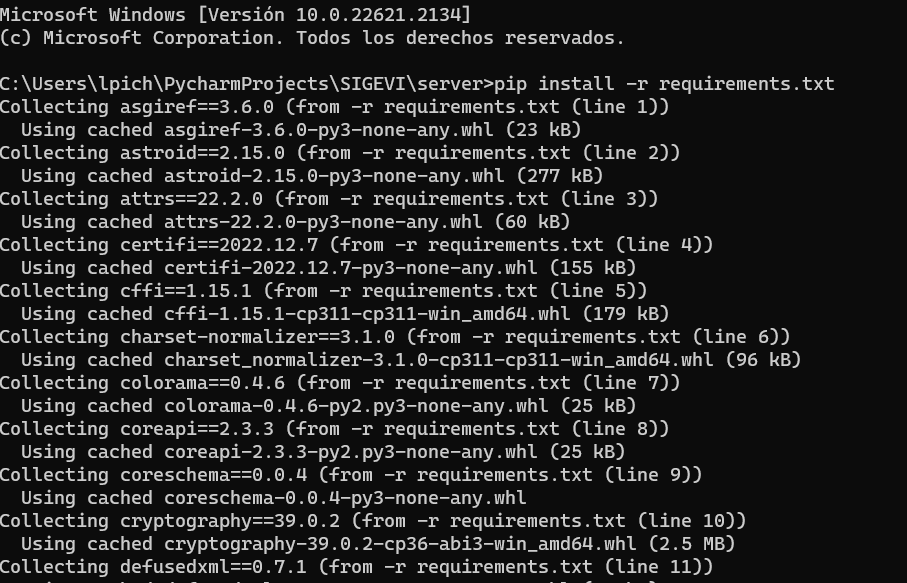 Microsoft Windows [Versión 10.0.22621.2134]
(c) Microsoft Corporation. Todos los derechos reservados.
C:\Users\lpich\PycharmProjects\SIGEVI\server>pip install -r requirements.txt
Collecting asgiref==3.6.0 (from -r requirements.txt (line 1))
  Using cached asgiref-3.6.0-py3-none-any.whl (23 kB)
Collecting astroid==2.15.0 (from -r requirements.txt (line 2))
  Using cached astroid-2.15.0-py3-none-any.whl (277 kB)
Collecting attrs==22.2.0 (from -r requirements.txt (line 3))
  Using cached attrs-22.2.0-py3-none-any.whl (60 kB)
Collecting certifi==2022.12.7 (from -r requirements.txt (line 4))
  Using cached certifi-2022.12.7-py3-none-any.whl (155 kB)
Collecting cffi==1.15.1 (from -r requirements.txt (line 5))
  Using cached cffi-1.15.1-cp311-cp311-win_amd64.whl (179 kB)
Collecting charset-normalizer==3.1.0 (from -r requirements.txt (line 6))
  Using cached charset_normalizer-3.1.0-cp311-cp311-win_amd64.whl (96 kB)
Collecting colorama==0.4.6 (from -r requirements.txt (line 7))
  Using cached colorama-0.4.6-py2.py3-none-any.whl (25 kB)
Collecting coreapi==2.3.3 (from -r requirements.txt (line 8))
  Using cached coreapi-2.3.3-py2.py3-none-any.whl (25 kB)
Collecting coreschema==0.0.4 (from -r requirements.txt (line 9))
  Using cached coreschema-0.0.4-py3-none-any.whl
Collecting cryptography==39.0.2 (from -r requirements.txt (line 10))
  Using cached cryptography-39.0.2-cp36-abi3-win_amd64.whl (2.5 MB)
Collecting defusedxml==0.7.1 (from -r requirements.txt (line 11))